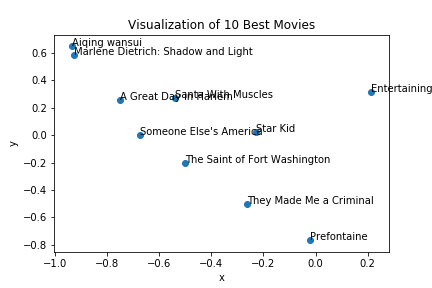 Visualization of 10 Best Movies
Aiqing wansui
Marlene Dietrich: Shadow and Light
Entertaining
A Great Day in Harlem
Santa With Muscles
Someone Else's America
Star Kid
The Saint of Fort Washington
They Made Me a Criminal
Prefontaine
0.6
0.4
0.2
0.0
−0.2
−0.4
−0.6
−0.8
y
−1.0 −0.8 −0.6 −0.4 −0.2 0.0 0.2
x